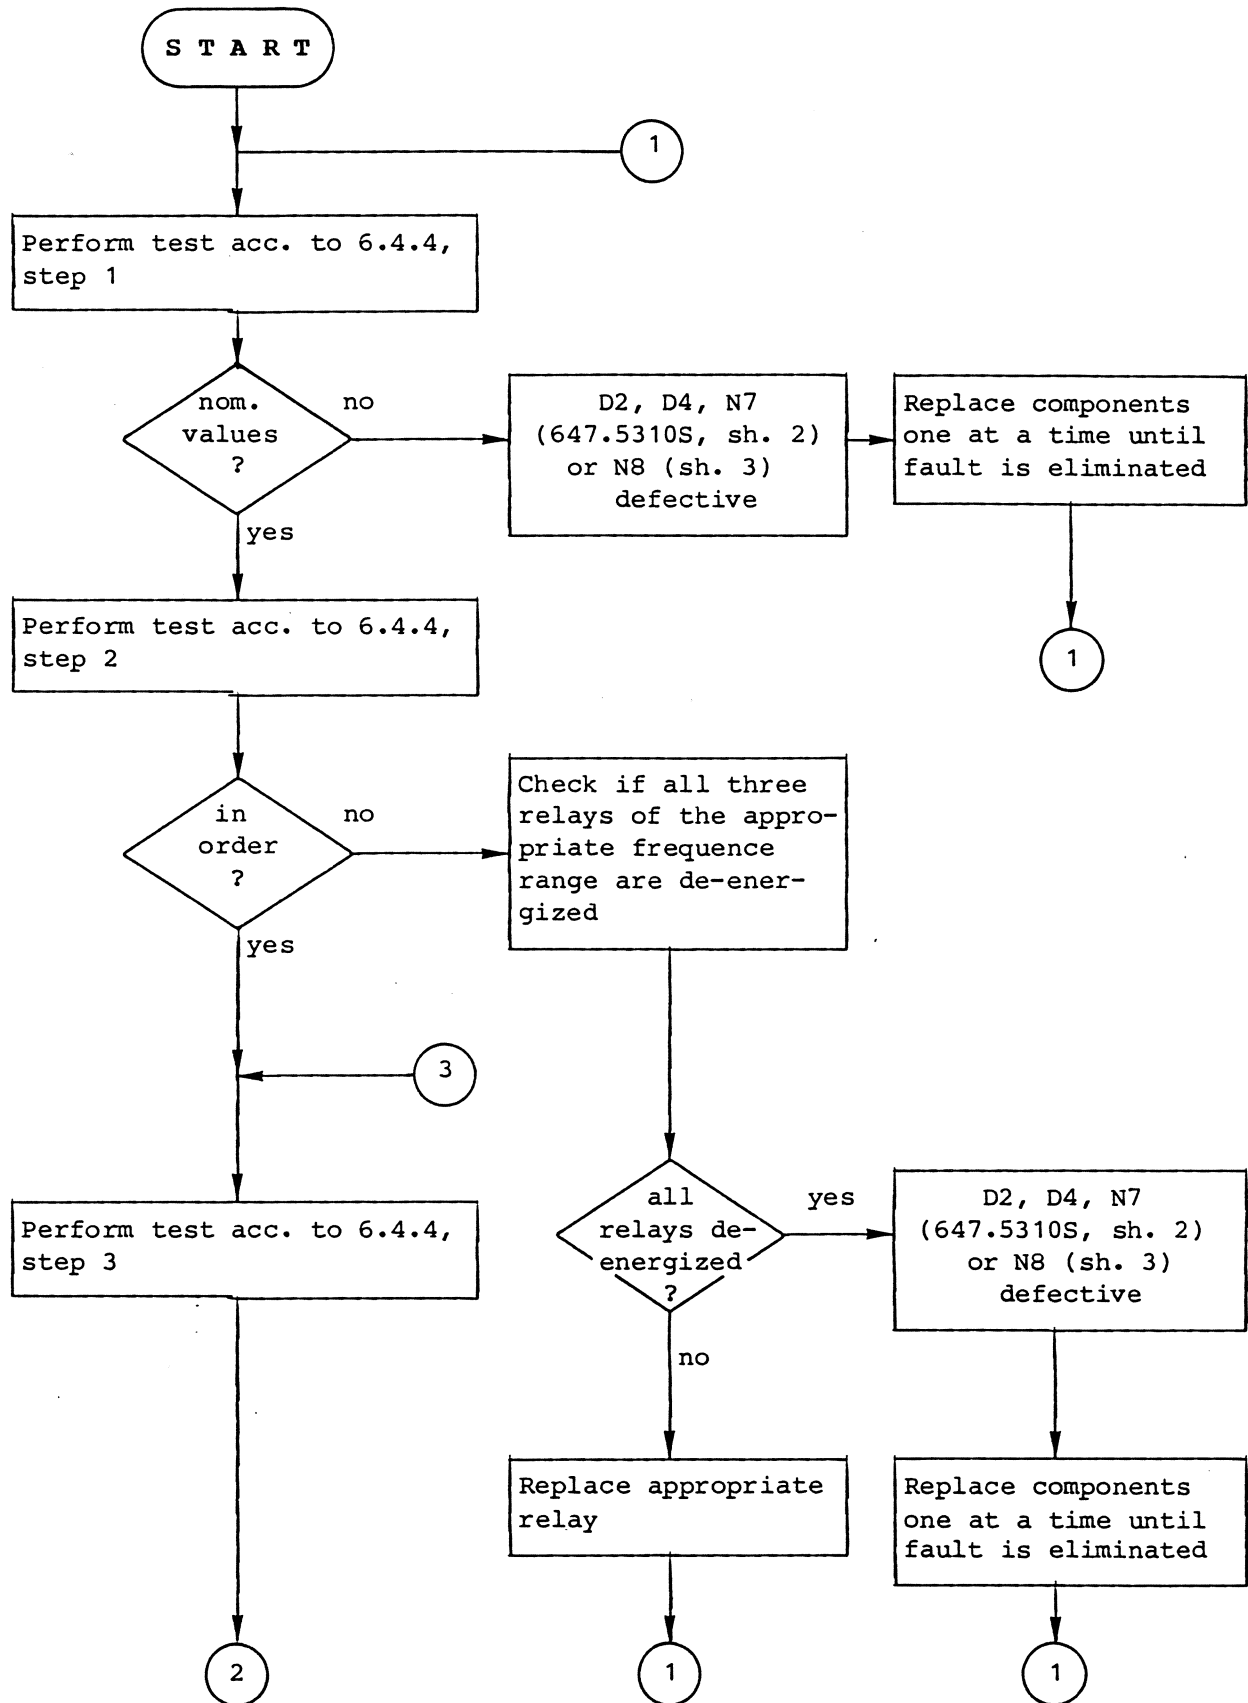 S T A R T
1
Perform test acc. to 6.4.4,
step 1
nom.
values
?
no
yes
D2, D4, N7
(647.5310S, sh. 2)
or N8 (sh. 3)
defective
Replace components
one at a time until
fault is eliminated
1
Perform test acc. to 6.4.4,
step 2
in
order
?
no
yes
Check if all three
relays of the appro-
priate frequence
range are de-ener-
gized
3
Perform test acc. to 6.4.4,
step 3
all
relays de-
energized
?
yes
no
D2, D4, N7
(647.5310S, sh. 2)
or N8 (sh. 3)
defective
Replace appropriate
relay
Replace components
one at a time until
fault is eliminated
2
1
1